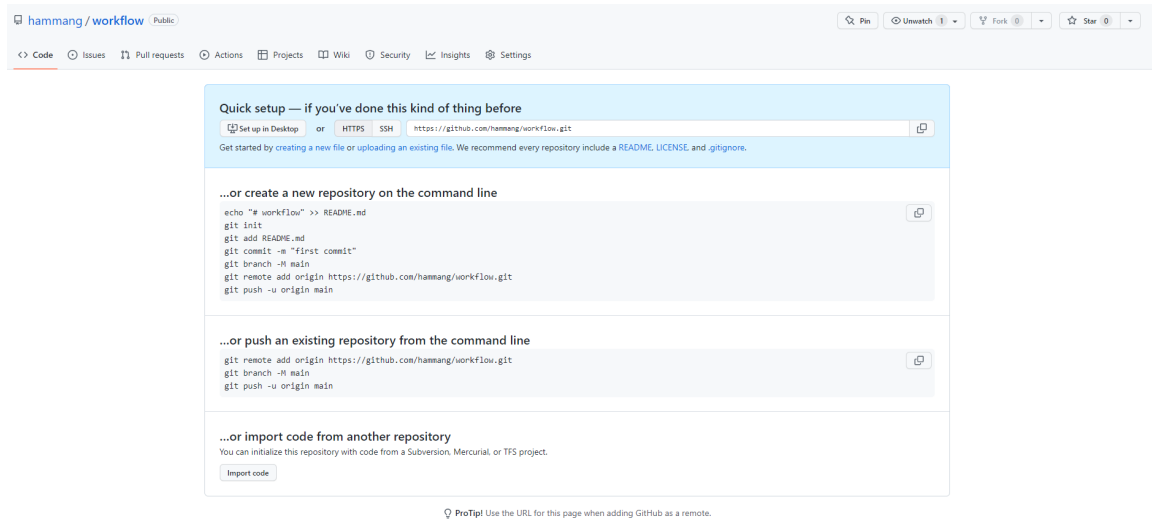 hammang / workflow Public
Pin
Unwatch 1
Fork 0
Star 0
Code Issues Pull requests Actions Projects Wiki Security Insights Settings
Quick setup — if you've done this kind of thing before
Set up in Desktop or HTTPS SSH https://github.com/hammang/workflow.git
Get started by creating a new file or uploading an existing file. We recommend every repository include a README, LICENSE, and .gitignore.
...or create a new repository on the command line
echo "# workflow" >> README.md
git init
git add README.md
git commit -m "first commit"
git branch -M main
git remote add origin https://github.com/hammang/workflow.git
git push -u origin main
...or push an existing repository from the command line
git remote add origin https://github.com/hammang/workflow.git
git branch -M main
git push -u origin main
...or import code from another repository
You can initialize this repository with code from a Subversion, Mercurial, or TFS project.
Import code
ProTip! Use the URL for this page when adding GitHub as a remote.